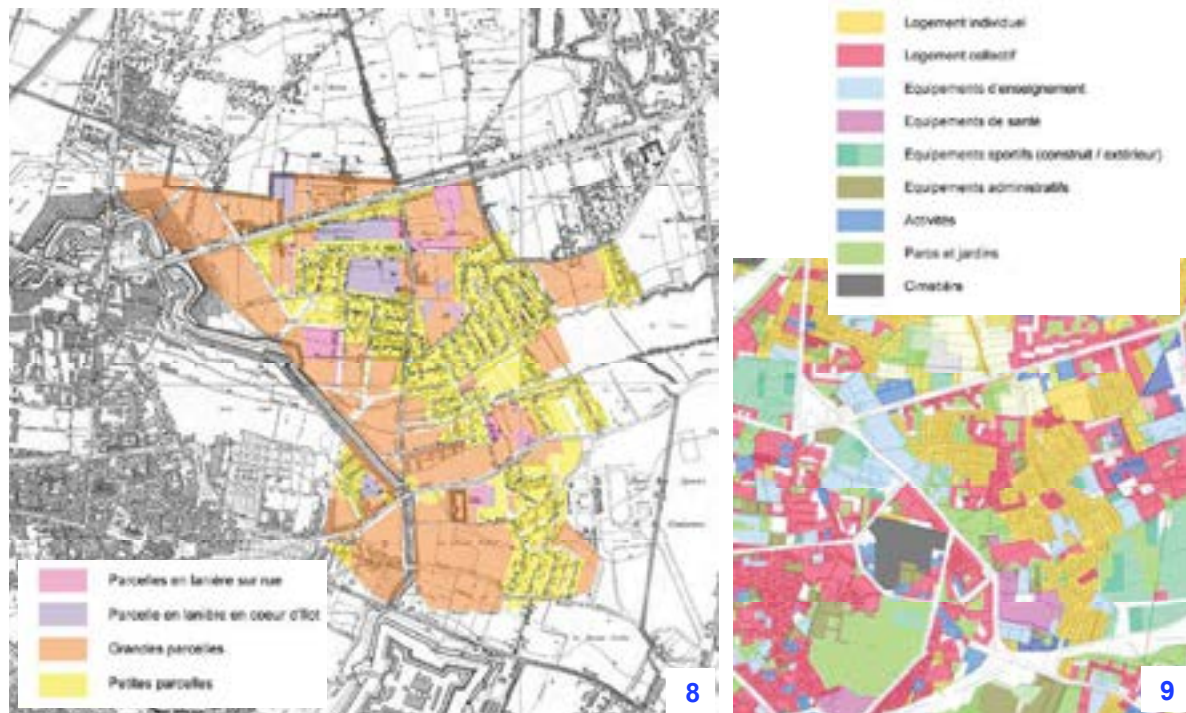 Parcelles en lanière sur rue
Parcelle en lanière en coeur d'îlot
Grandes parcelles
Petites parcelles
8
Logement individuel
Logement collectif
Equipements d'enseignement
Equipements de santé
Equipements sportifs (construit / extérieur)
Equipements administratifs
Activités
Parcs et jardins
Cimetière
9